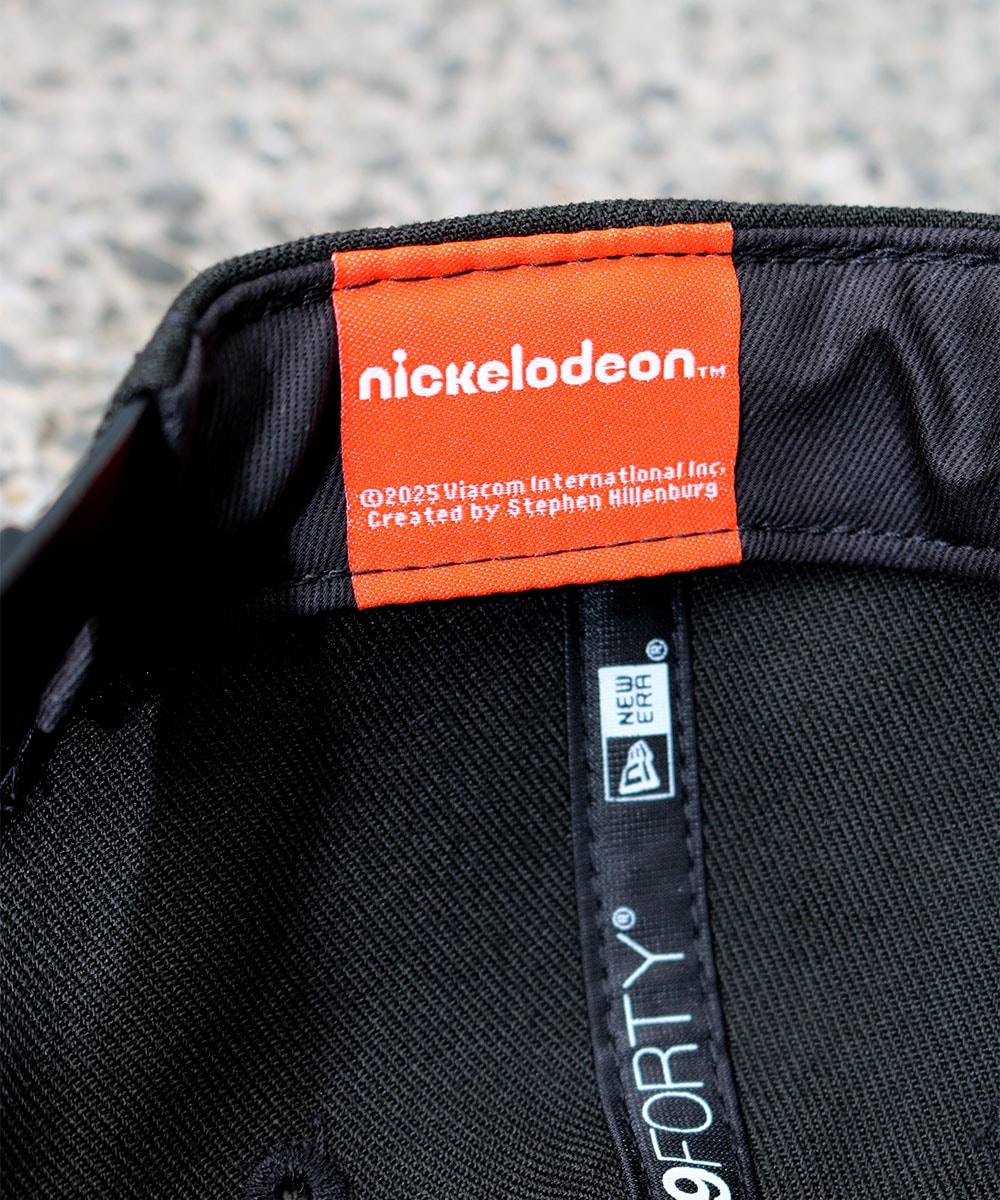 nickelodeon™
©2025 Viacom International Inc.
Created by Stephen Hillenburg
NEW ERA®
9FORTY®